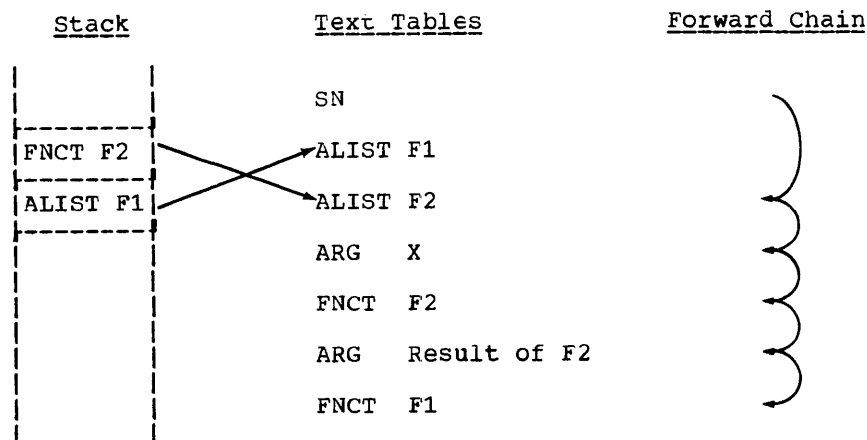 Stack Text Tables Forward Chain
SN
FNCT F2 ALIST F1
ALIST F1 ALIST F2
ARG X
FNCT F2
ARG Result of F2
FNCT F1